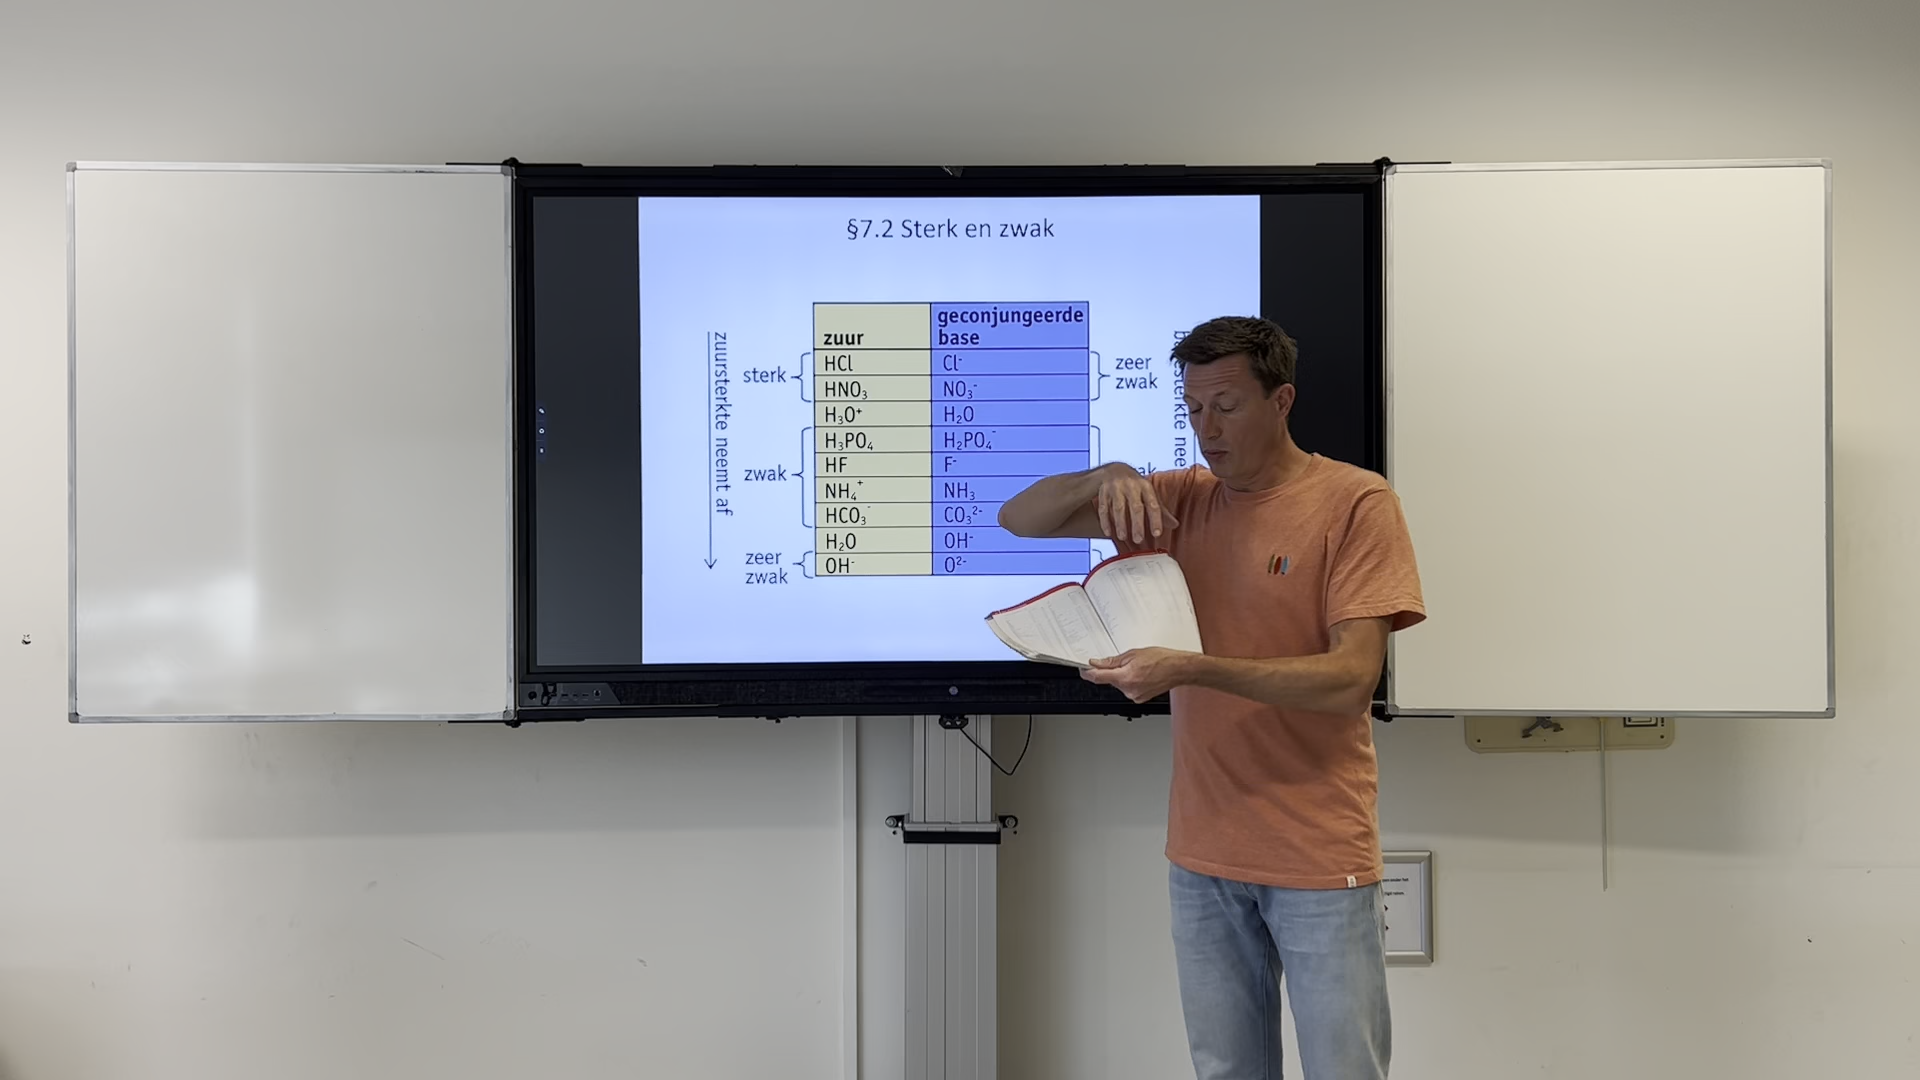 §7.2 Sterk en zwak
zuur
geconjungeerde
base
HCl
Cl⁻
HNO₃
NO₃⁻
H₃O⁺
H₂O
H₃PO₄
H₂PO₄⁻
HF
F⁻
NH₄⁺
NH₃
HCO₃⁻
CO₃²⁻
H₂O
OH⁻
OH⁻
O²⁻
zuursterkte neemt af
sterk
zwak
zeer
zwak
zeer
zwak